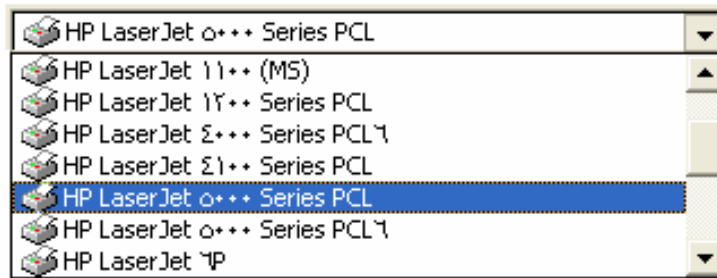 HP LaserJet ٥٠٠٠ Series PCL
HP LaserJet ١١٠٠ (MS)
HP LaserJet ١٢٠٠ Series PCL
HP LaserJet ٤٠٠٠ Series PCL٦
HP LaserJet ٤١٠٠ Series PCL
HP LaserJet ٥٠٠٠ Series PCL
HP LaserJet ٥٠٠٠ Series PCL٦
HP LaserJet ٦P